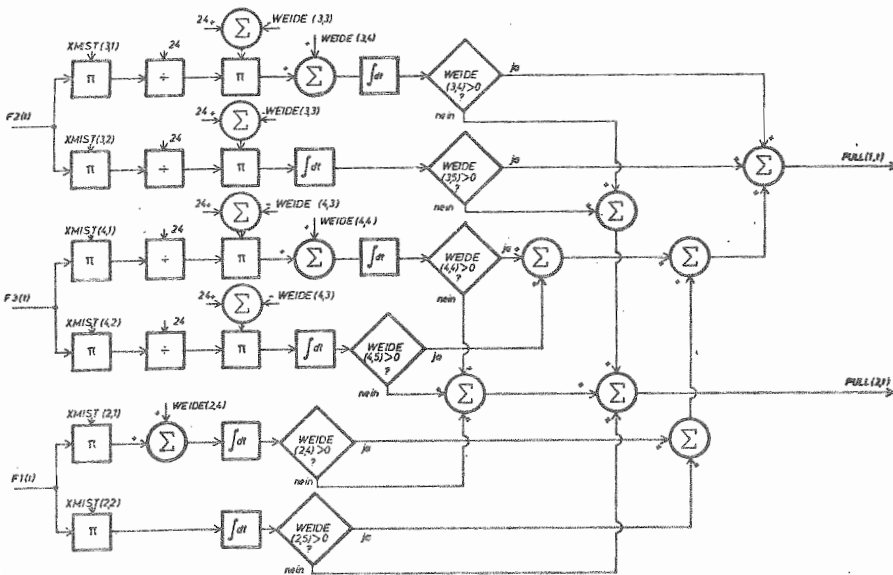 24+ Σ - WEIDE (3,3)
XMIST(3,1) 24 WEIDE (3,4)
π ÷ π + Σ ∫dt WEIDE (3,4)>0 ? ja
nein
24+ Σ - WEIDE(3,3)
F2(t)
XMIST(3,2) 24
π ÷ π ∫dt WEIDE (3,5)>0 ? ja Σ PULL(1,t)
nein
24+ Σ - WEIDE (4,3)
XMIST(4,1) 24 WEIDE(4,4)
π ÷ π + Σ ∫dt WEIDE (4,4)>0 ? ja Σ Σ
nein
24+ Σ - WEIDE(4,3)
F3(t)
XMIST(4,2) 24
π ÷ π ∫dt WEIDE (4,5)>0 ? ja
nein
Σ Σ PULL(2,t)
XMIST(2,1) WEIDE(2,4)
π + Σ ∫dt WEIDE (2,4)>0 ? ja Σ
nein
F1(t)
XMIST(2,2)
π ∫dt WEIDE (2,5)>0 ? ja
nein